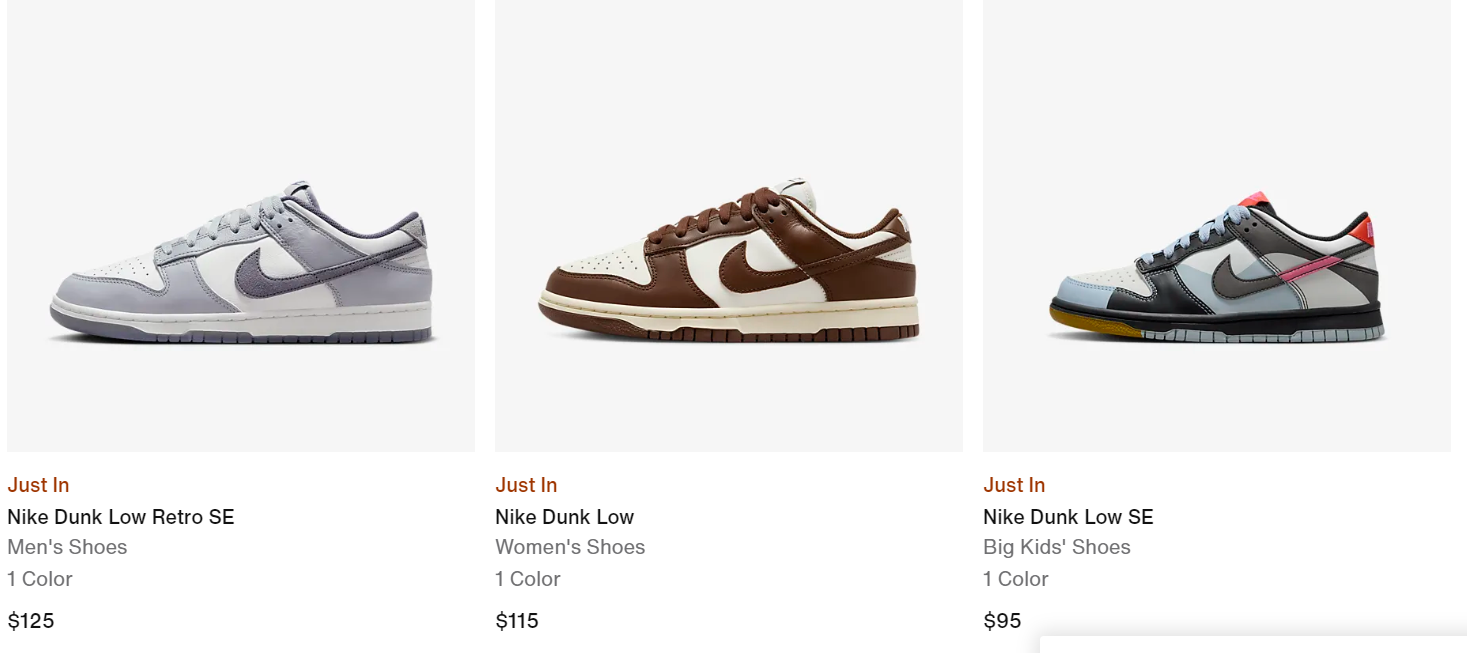 Just In
Nike Dunk Low Retro SE
Men's Shoes
1 Color
$125
Just In
Nike Dunk Low
Women's Shoes
1 Color
$115
Just In
Nike Dunk Low SE
Big Kids' Shoes
1 Color
$95